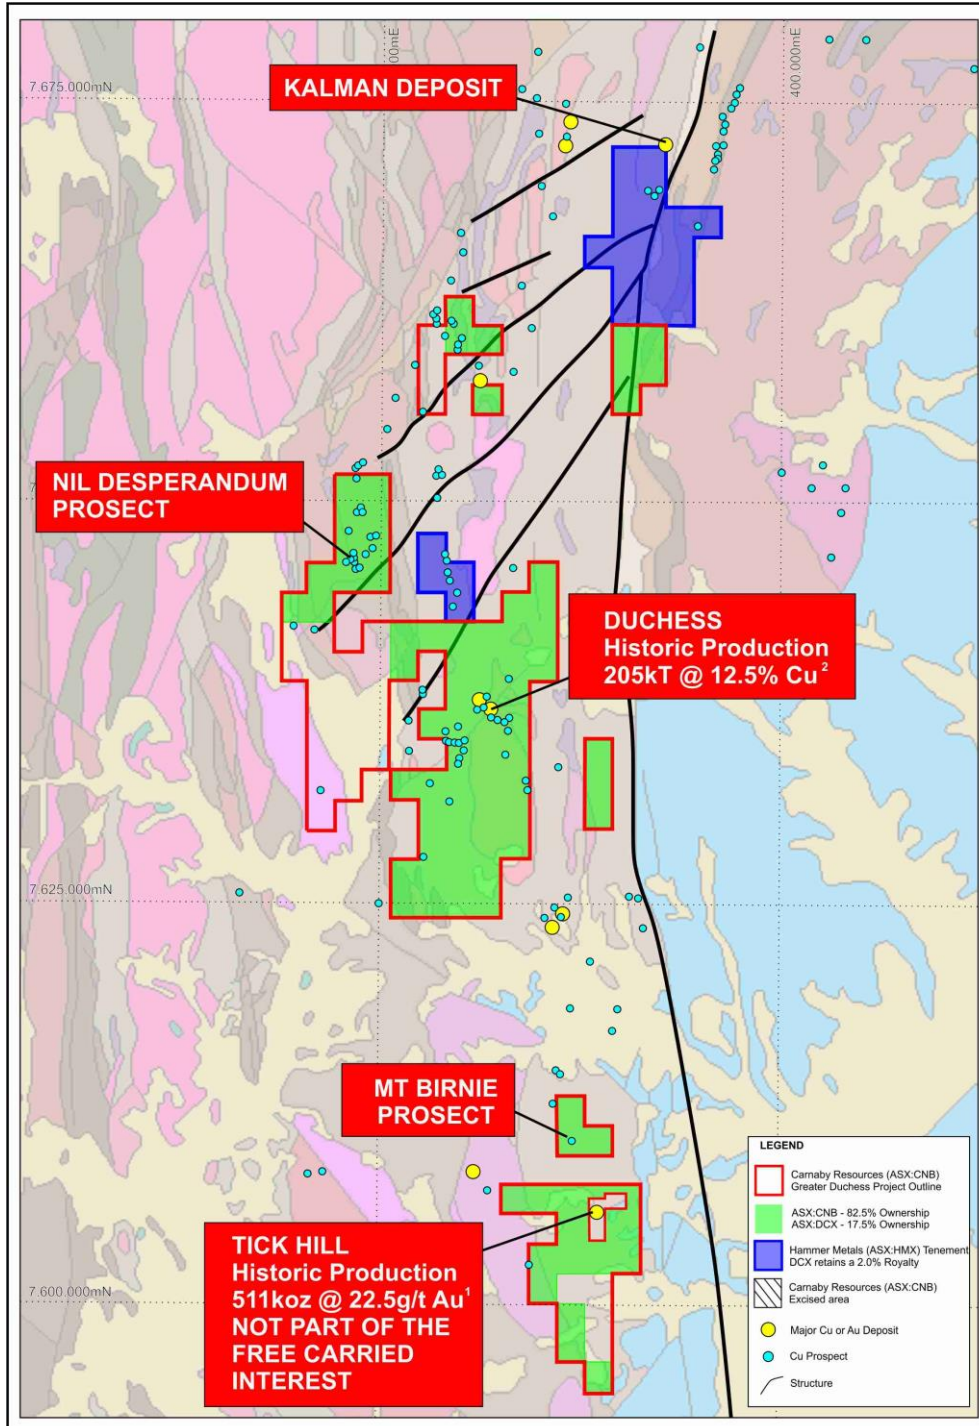 00mE
400.000mE
7.675.000mN
KALMAN DEPOSIT
NIL DESPERANDUM
PROSECT
DUCHESS
Historic Production
205kT @ 12.5% Cu²
7.625.000mN
MT BIRNIE
PROSECT
TICK HILL
Historic Production
511koz @ 22.5g/t Au¹
NOT PART OF THE
FREE CARRIED
INTEREST
7.600.000mN
LEGEND
Carnaby Resources (ASX:CNB)
Greater Duchess Project Outline
ASX:CNB - 82.5% Ownership
ASX:DCX - 17.5% Ownership
Hammer Metals (ASX:HMX) Tenement
DCX retains a 2.0% Royalty
Carnaby Resources (ASX:CNB)
Excised area
Major Cu or Au Deposit
Cu Prospect
Structure